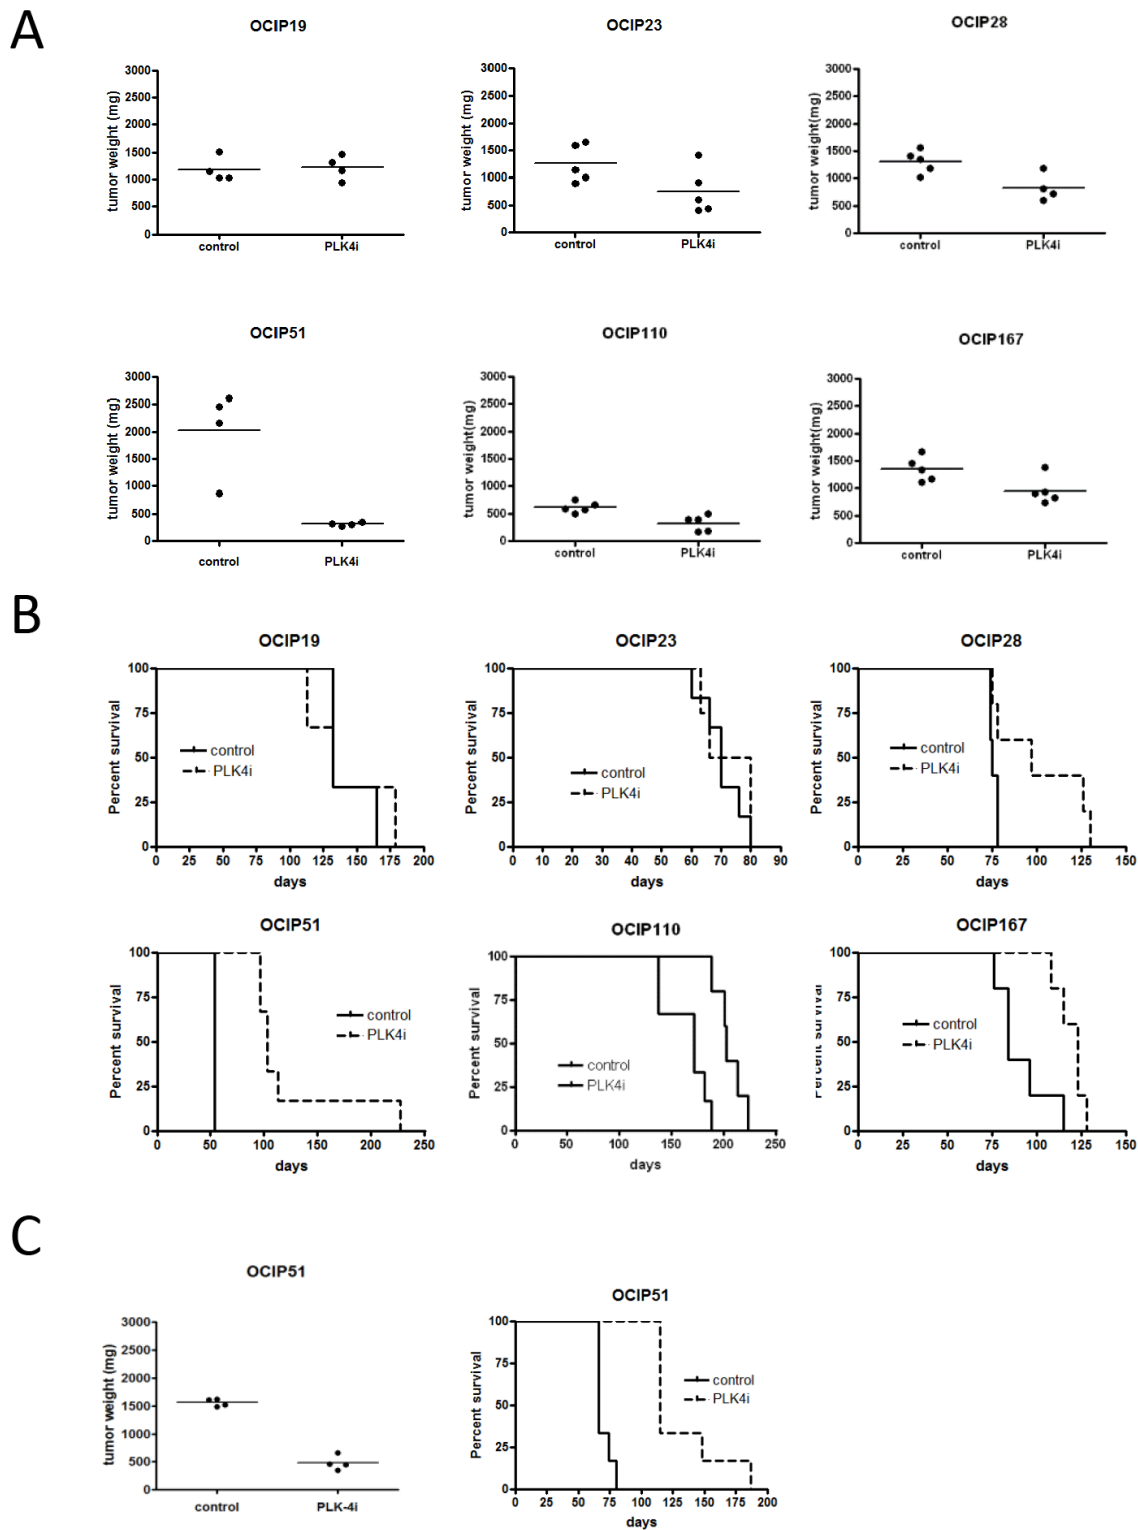 A
OCIP19
OCIP23
OCIP28
tumor weight (mg)
3000
2500
2000
1500
1000
500
0
control
PLK4i
tumor weight (mg)
3000
2500
2000
1500
1000
500
0
control
PLK4i
tumor weight(mg)
3000
2500
2000
1500
1000
500
0
control
PLK4i
OCIP51
OCIP110
OCIP167
tumor weight (mg)
3000
2500
2000
1500
1000
500
0
control
PLK4i
tumor weight(mg)
3000
2500
2000
1500
1000
500
0
control
PLK4i
tumor weight(mg)
3000
2500
2000
1500
1000
500
0
control
PLK4i
B
OCIP19
OCIP23
OCIP28
Percent survival
100
75
50
25
0
control
PLK4i
0 25 50 75 100 125 150 175 200
days
Percent survival
100
75
50
25
0
control
PLK4i
0 10 20 30 40 50 60 70 80 90
days
Percent survival
100
75
50
25
0
control
PLK4i
0 25 50 75 100 125 150
days
OCIP51
OCIP110
OCIP167
Percent survival
100
75
50
25
0
control
PLK4i
0 50 100 150 200 250
days
Percent survival
100
75
50
25
0
control
PLK4i
0 50 100 150 200 250
days
Percent survival
100
75
50
25
0
control
PLK4i
0 25 50 75 100 125 150
days
C
OCIP51
OCIP51
tumor weight (mg)
3000
2500
2000
1500
1000
500
0
control
PLK-4i
Percent survival
100
75
50
25
0
control
PLK4i
0 25 50 75 100 125 150 175 200
days